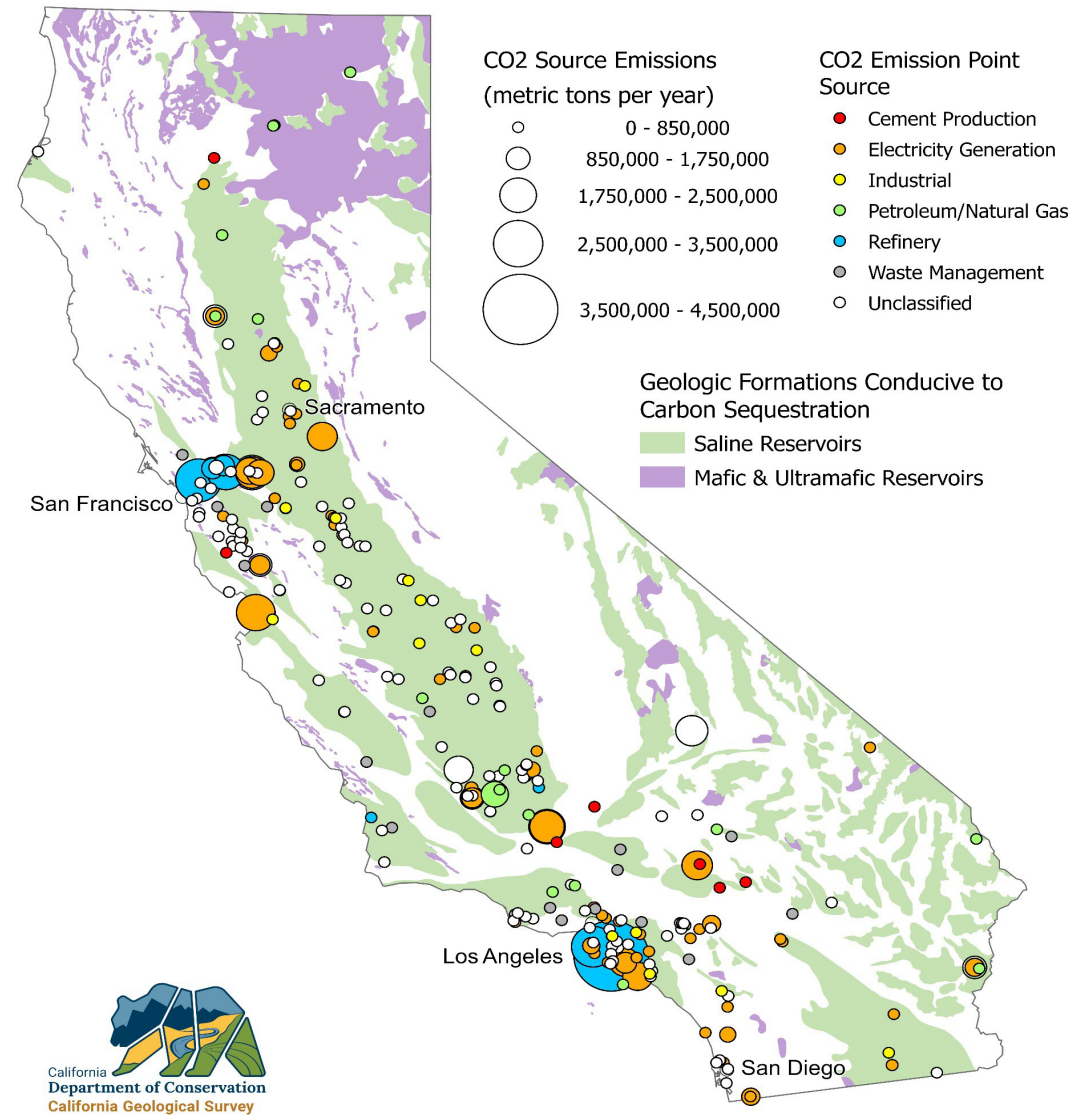 CO2 Source Emissions
(metric tons per year)
0 - 850,000
850,000 - 1,750,000
1,750,000 - 2,500,000
2,500,000 - 3,500,000
3,500,000 - 4,500,000
CO2 Emission Point
Source
Cement Production
Electricity Generation
Industrial
Petroleum/Natural Gas
Refinery
Waste Management
Unclassified
Geologic Formations Conducive to
Carbon Sequestration
Saline Reservoirs
Mafic & Ultramafic Reservoirs
Sacramento
San Francisco
Los Angeles
San Diego
California
Department of Conservation
California Geological Survey